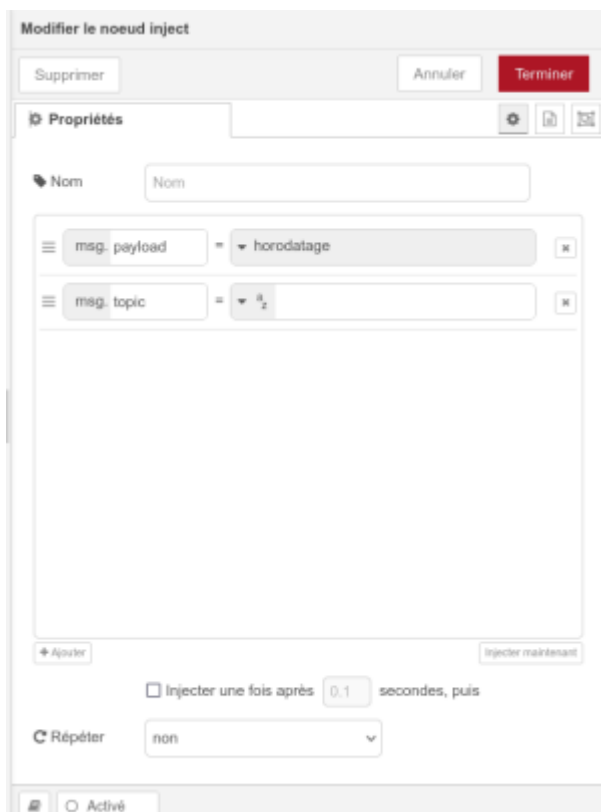 Modifier le noeud inject
Supprimer Annuler Terminer
Propriétés
Nom Nom
msg. payload = horodatage
msg. topic = a z
Ajouter Injecter maintenant
Injecter une fois après 0.1 secondes, puis
Répéter non
Activé